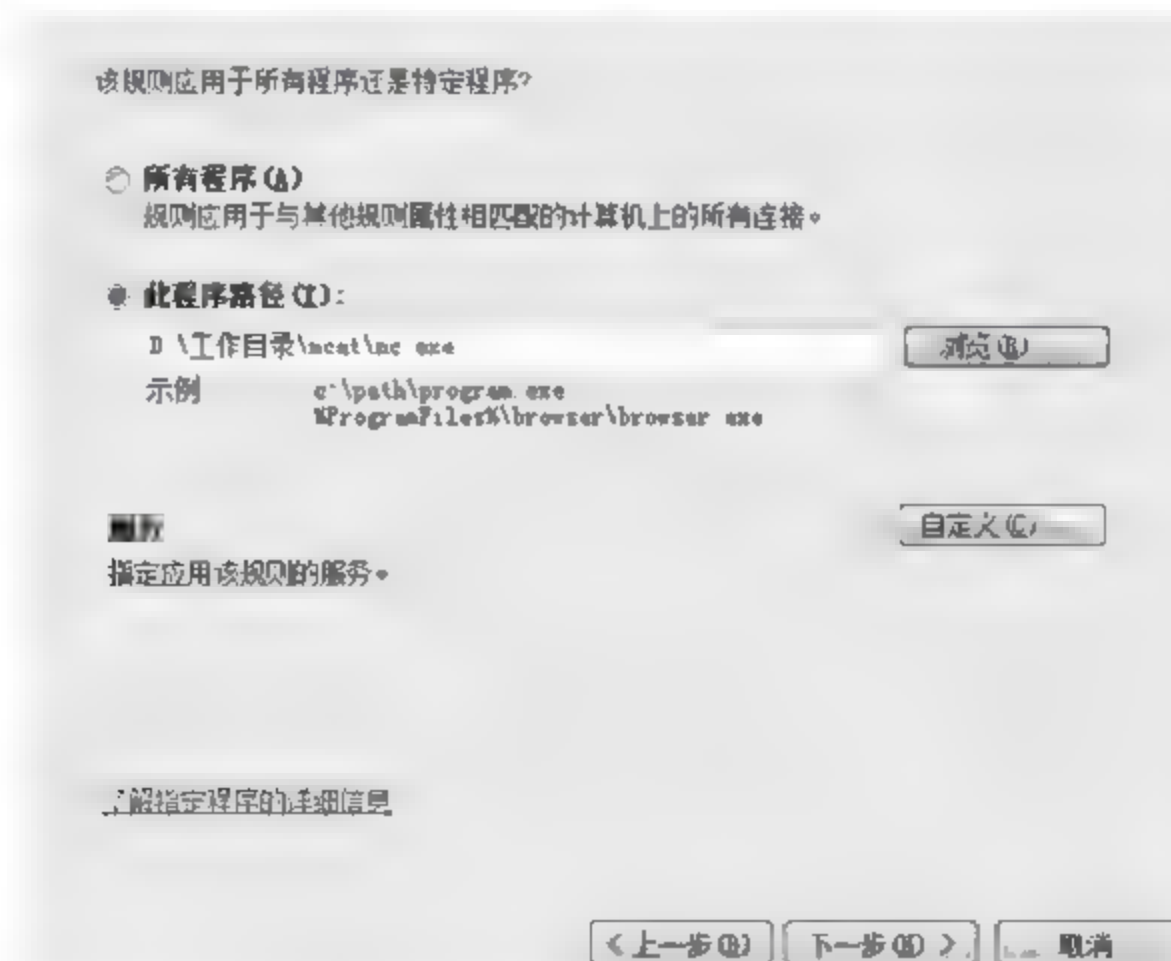 该规则应用于所有程序还是特定程序?
所有程序(A)
规则应用于与其他规则属性相匹配的计算机上的所有连接。
此程序路径(T):
D \工作目录\ncat\nc exe
浏览(R)
示例
c:\path\program.exe
%ProgramFiles%\browser\browser exe
服务
自定义(C)
指定应用该规则的服务。
了解指定程序的详细信息
< 上一步(B)
下一步(N) >
取消